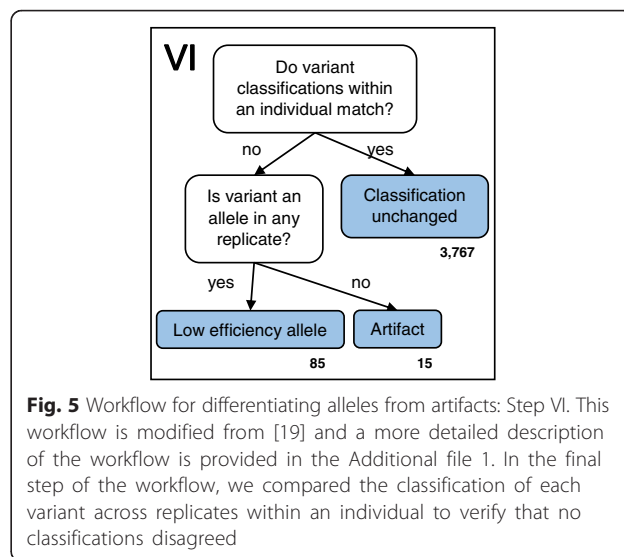 VI
Do variant
classifications within
an individual match?
no
yes
Is variant an
allele in any
replicate?
Classification
unchanged
3,767
yes
no
Low efficiency allele
Artifact
85
15
Fig. 5 Workflow for differentiating alleles from artifacts: Step VI. This
workflow is modified from [19] and a more detailed description
of the workflow is provided in the Additional file 1. In the final
step of the workflow, we compared the classification of each
variant across replicates within an individual to verify that no
classifications disagreed